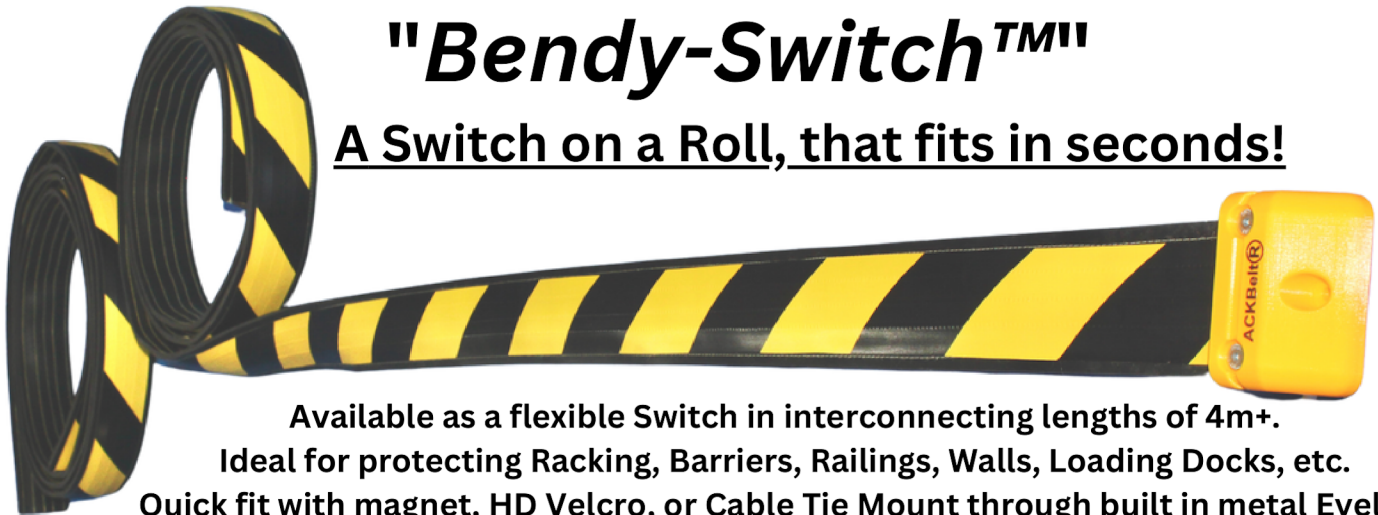 "Bendy-Switch™"
A Switch on a Roll, that fits in seconds!
ACKBelt®
Available as a flexible Switch in interconnecting lengths of 4m+.
Ideal for protecting Racking, Barriers, Railings, Walls, Loading Docks, etc.
Quick fit with magnet, HD Velcro, or Cable Tie Mount through built in metal